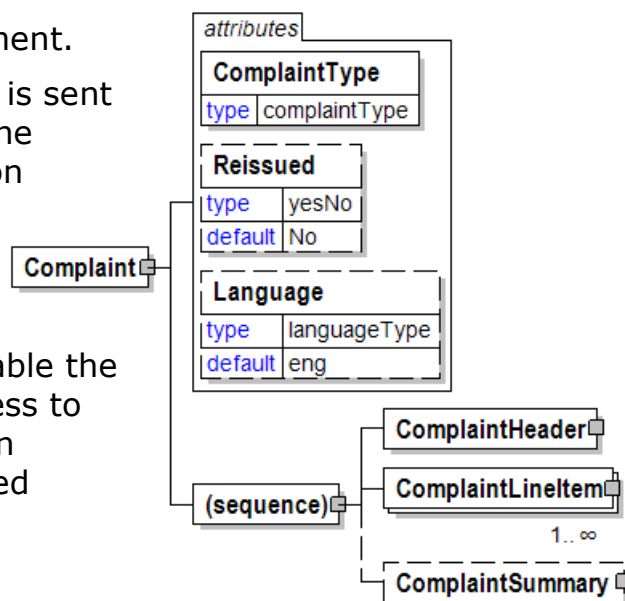 ment.
is sent
ne
on
able the
ess to
n
ed
attributes
ComplaintType
type complaintType
Reissued
type yesNo
default No
Complaint
Language
type languageType
default eng
(sequence)
ComplaintHeader
ComplaintLineItem
1.. ∞
ComplaintSummary